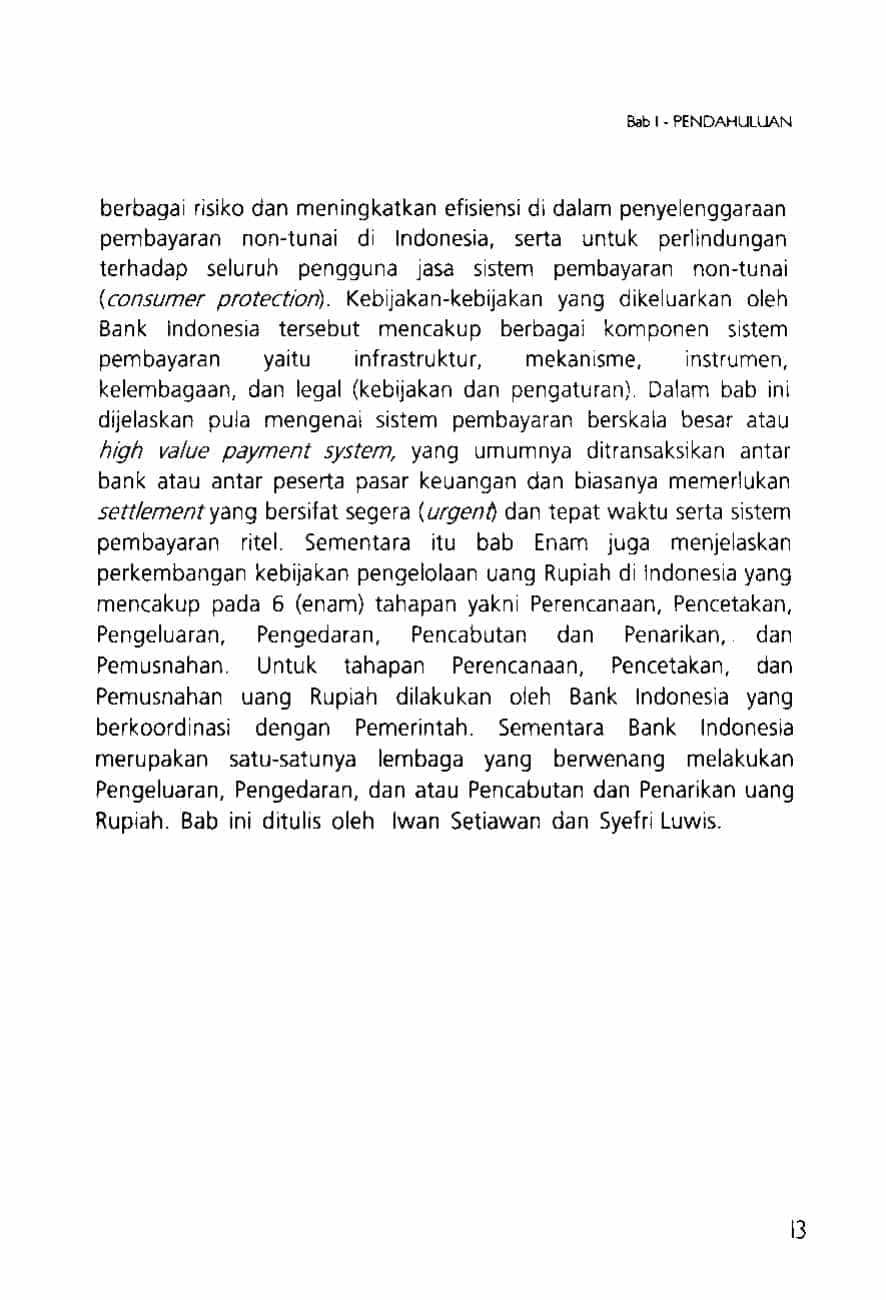 Bab I - PENDAHULUAN
berbagai risiko dan meningkatkan efisiensi di dalam penyelenggaraan
pembayaran non-tunai di Indonesia, serta untuk perlindungan
terhadap seluruh pengguna jasa sistem pembayaran non-tunai
(consumer protection). Kebijakan-kebijakan yang dikeluarkan oleh
Bank Indonesia tersebut mencakup berbagai komponen sistem
pembayaran yaitu infrastruktur, mekanisme, instrumen,
kelembagaan, dan legal (kebijakan dan pengaturan). Dalam bab ini
dijelaskan pula mengenai sistem pembayaran berskala besar atau
high value payment system, yang umumnya ditransaksikan antar
bank atau antar peserta pasar keuangan dan biasanya memerlukan
settlement yang bersifat segera (urgent) dan tepat waktu serta sistem
pembayaran ritel. Sementara itu bab Enam juga menjelaskan
perkembangan kebijakan pengelolaan uang Rupiah di Indonesia yang
mencakup pada 6 (enam) tahapan yakni Perencanaan, Pencetakan,
Pengeluaran, Pengedaran, Pencabutan dan Penarikan, dan
Pemusnahan. Untuk tahapan Perencanaan, Pencetakan, dan
Pemusnahan uang Rupiah dilakukan oleh Bank Indonesia yang
berkoordinasi dengan Pemerintah. Sementara Bank Indonesia
merupakan satu-satunya lembaga yang berwenang melakukan
Pengeluaran, Pengedaran, dan atau Pencabutan dan Penarikan uang
Rupiah. Bab ini ditulis oleh Iwan Setiawan dan Syefri Luwis.
13